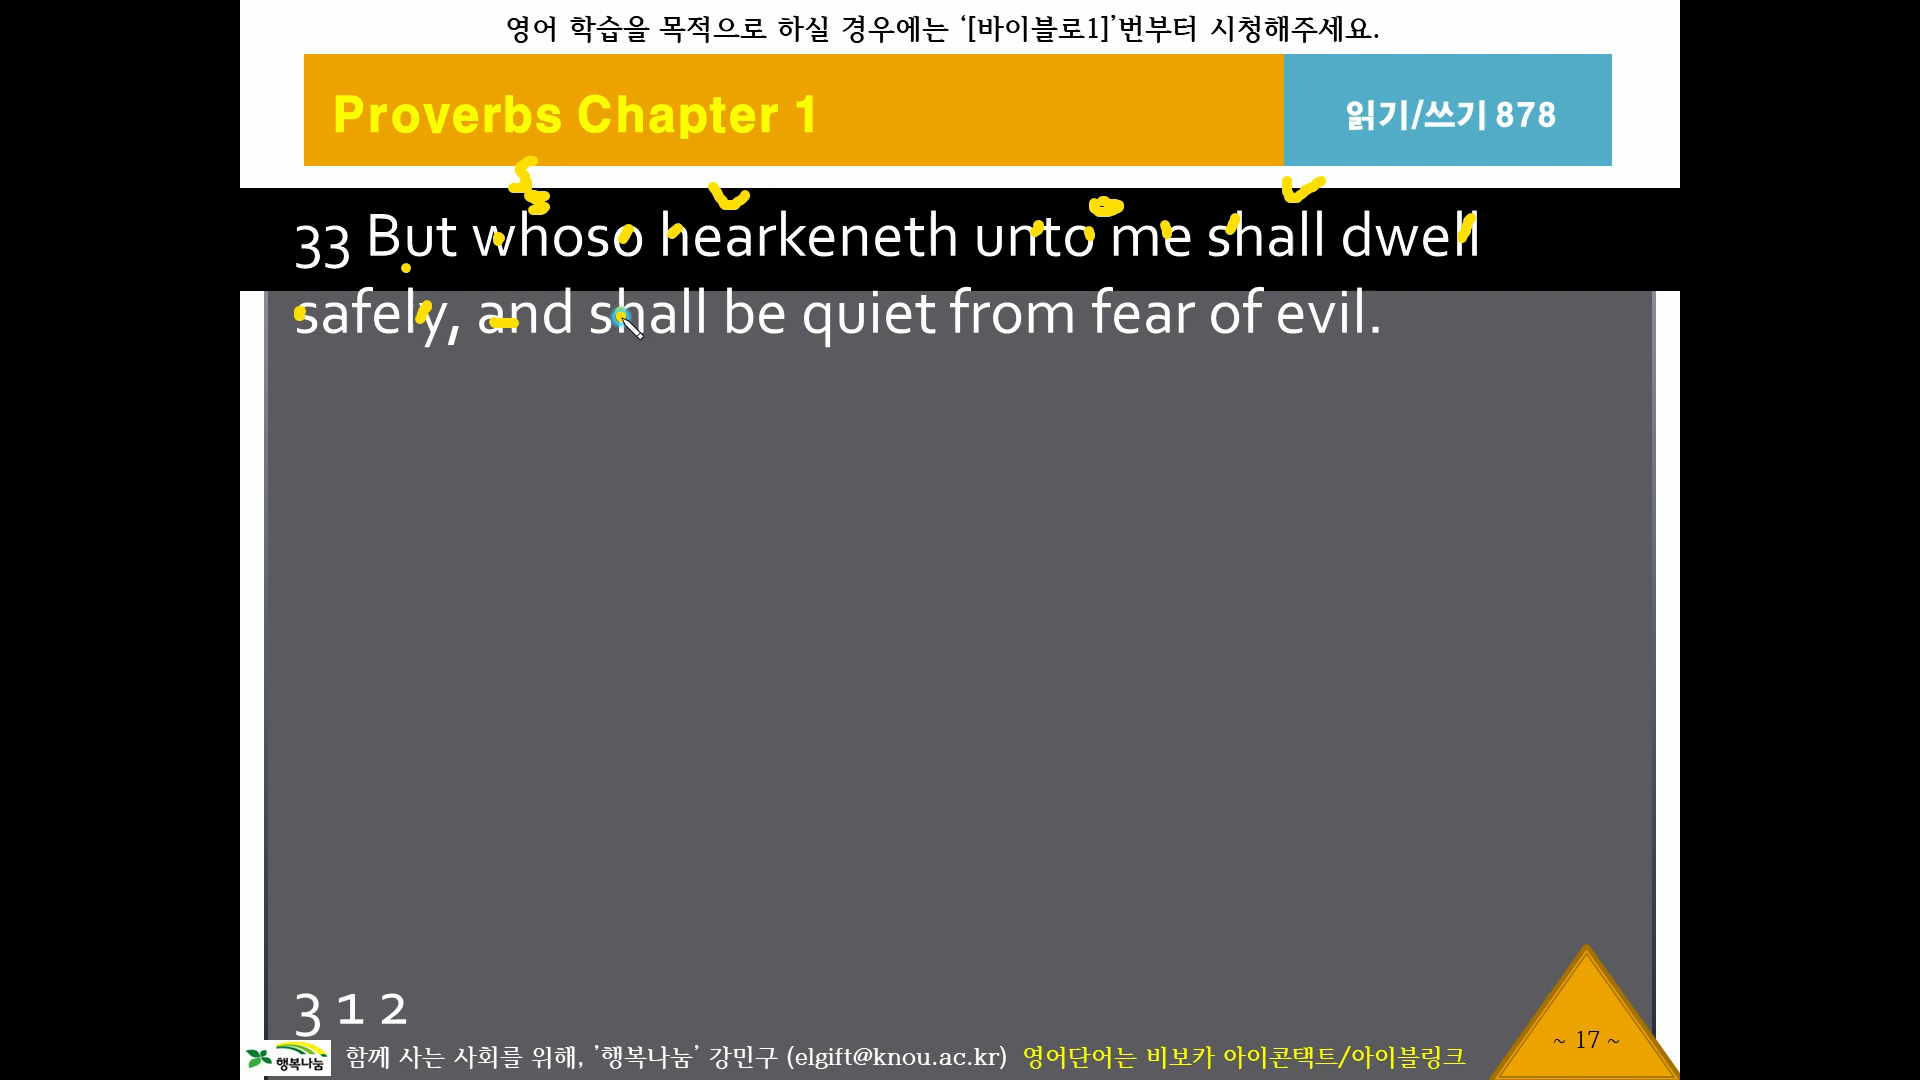 영어 학습을 목적으로 하실 경우에는 ‘[바이블로1]’번부터 시청해주세요.
Proverbs Chapter 1
읽기/쓰기 878
33 But whoso hearkeneth unto me shall dwell
safely, and shall be quiet from fear of evil.
3 1 2
~ 17 ~
행복나눔 함께 사는 사회를 위해, ’행복나눔’ 강민구 (elgift@knou.ac.kr) 영어단어는 비보카 아이콘택트/아이블링크